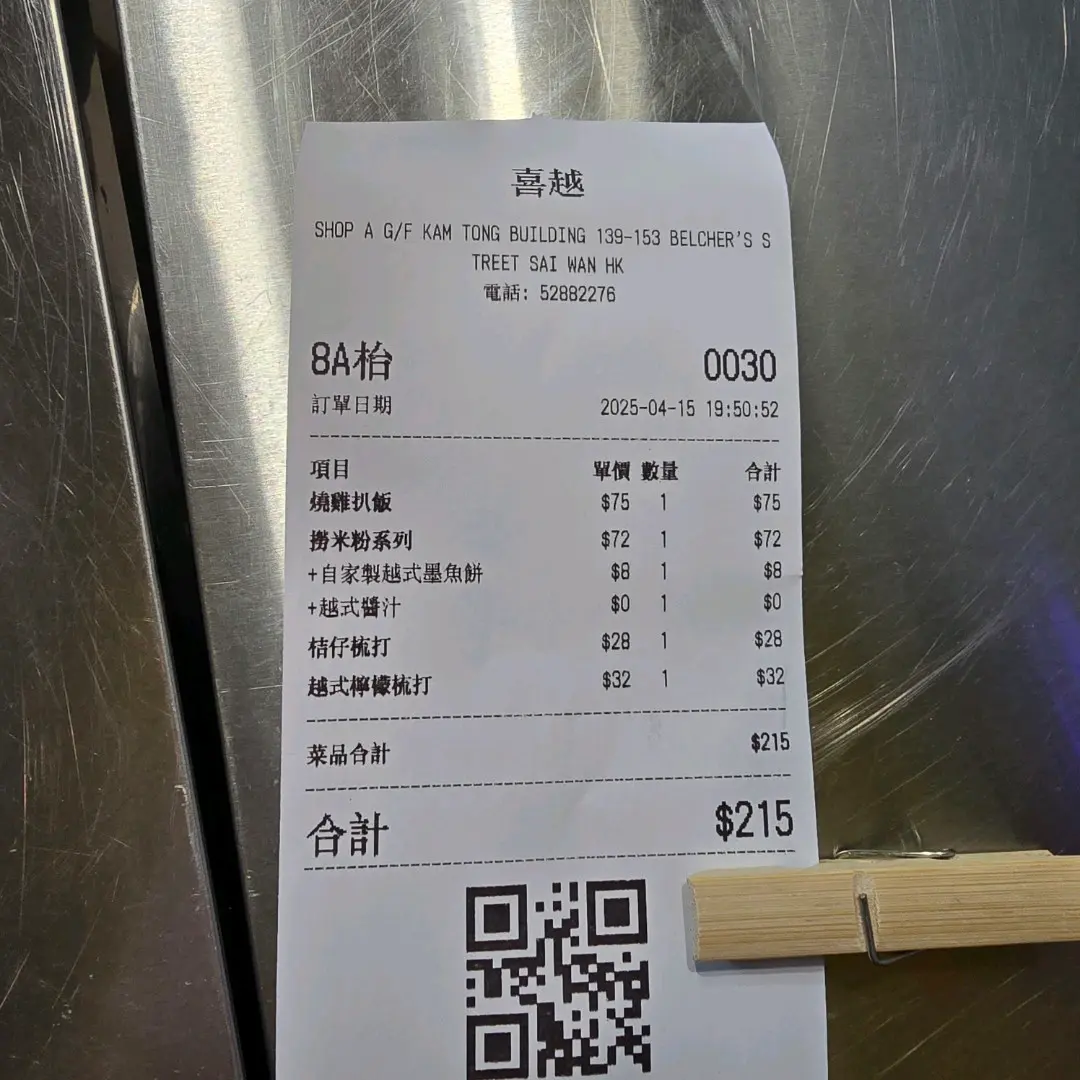 喜越
SHOP A G/F KAM TONG BUILDING 139-153 BELCHER'S S
TREET SAI WAN HK
電話: 52882276
8A枱 0030
訂單日期 2025-04-15 19:50:52
項目 單價 數量 合計
燒雞扒飯 $75 1 $75
撈米粉系列 $72 1 $72
+自家製越式墨魚餅 $8 1 $8
+越式醬汁 $0 1 $0
桔仔梳打 $28 1 $28
越式檸檬梳打 $32 1 $32
菜品合計 $215
合計 $215